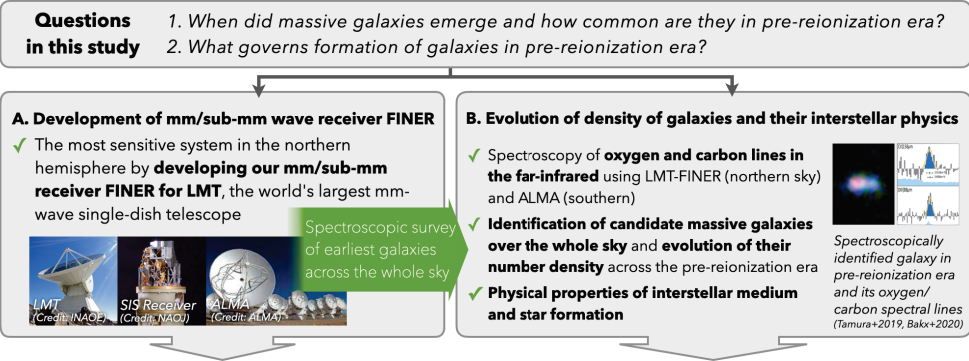 Questions
in this study
1. When did massive galaxies emerge and how common are they in pre-reionization era?
2. What governs formation of galaxies in pre-reionization era?
A. Development of mm/sub-mm wave receiver FINER
✓ The most sensitive system in the northern
hemisphere by developing our mm/sub-mm
receiver FINER for LMT, the world's largest mm-
wave single-dish telescope
Spectroscopic survey
of earliest galaxies
across the whole sky
LMT
(Credit: INAOE)
SIS Receiver
(Credit: NAOJ)
ALMA
(Credit: ALMA)
B. Evolution of density of galaxies and their interstellar physics
✓ Spectroscopy of oxygen and carbon lines in
the far-infrared using LMT-FINER (northern sky)
and ALMA (southern)
✓ Identification of candidate massive galaxies
over the whole sky and evolution of their
number density across the pre-reionization era
✓ Physical properties of interstellar medium
and star formation
Spectroscopically
identified galaxy in
pre-reionization era
and its oxygen/
carbon spectral lines
(Tamura+2019, Bakx+2020)